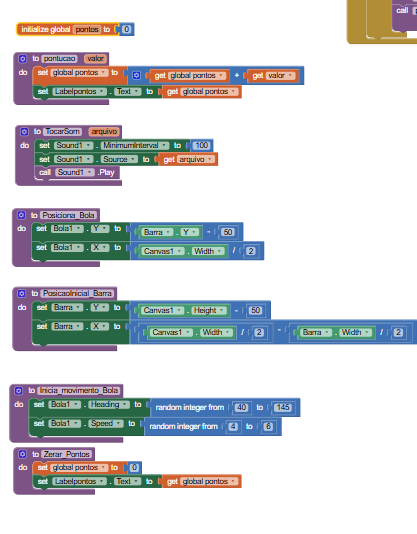 call
initialize global pontos to 0
to pontucao valor
do set global pontos to get global pontos + get valor
set Labelpontos . Text to get global pontos
to TocarSom arquivo
do set Sound1 . MinimumInterval to 100
set Sound1 . Source to get arquivo
call Sound1 .Play
to Posiciona_Bola
do set Bola1 . Y to Barra . Y - 50
set Bola1 . X to Canvas1 . Width / 2
to PosicaoInicial_Barra
do set Barra . Y to Canvas1 . Height - 50
set Barra . X to Canvas1 . Width / 2 - Barra . Width / 2
to Inicia_movimento_Bola
do set Bola1 . Heading to random integer from 40 to 145
set Bola1 . Speed to random integer from 4 to 6
to Zerar_Pontos
do set global pontos to 0
set Labelpontos . Text to get global pontos